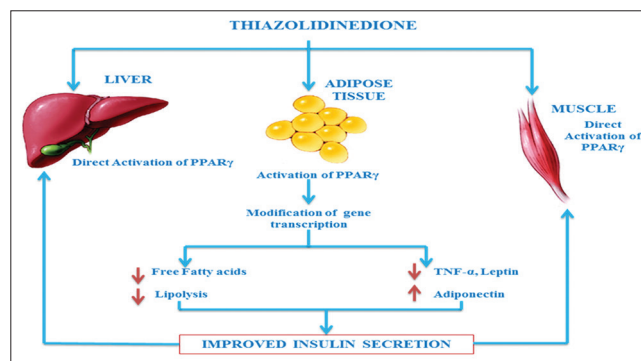 THIAZOLIDINEDIONE
LIVER
ADIPOSE
TISSUE
MUSCLE
Direct
Activation of
PPARγ
Direct Activation of PPARγ
Activation of PPARγ
Modification of gene
transcription
Free Fatty acids
TNF-α, Leptin
Lipolysis
Adiponectin
IMPROVED INSULIN SECRETION